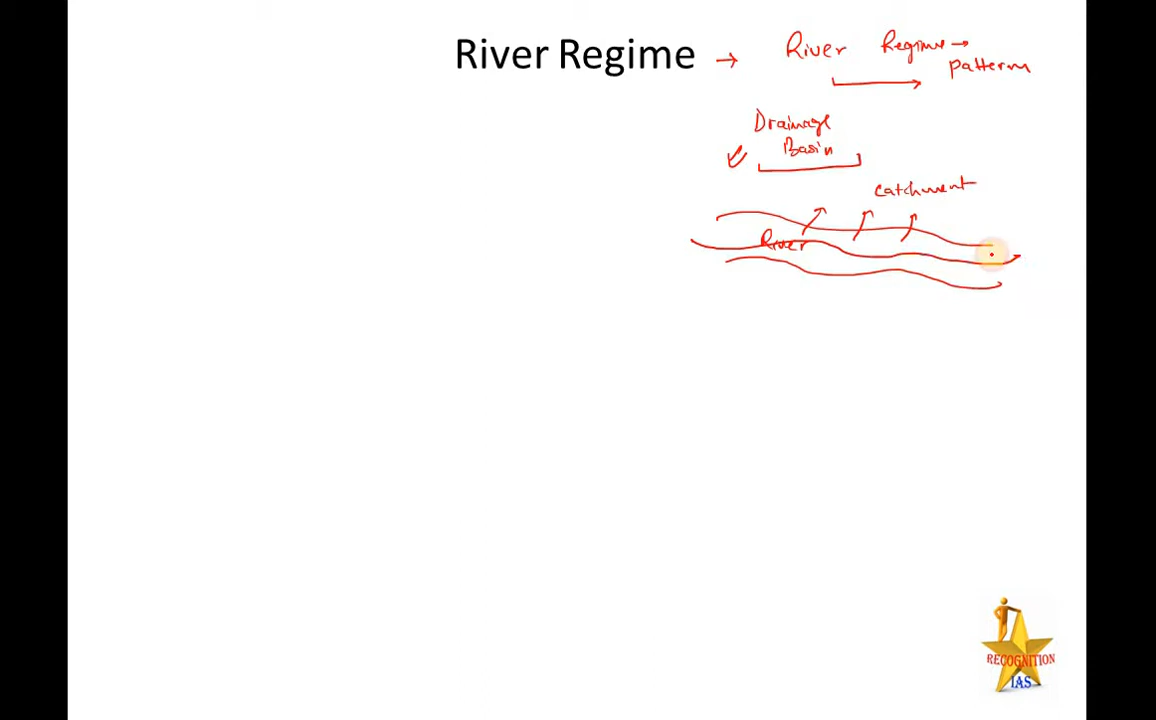 River Regime → River Regime →
pattern
Drainage
Basin
catchment
River
RECOGNITION
IAS